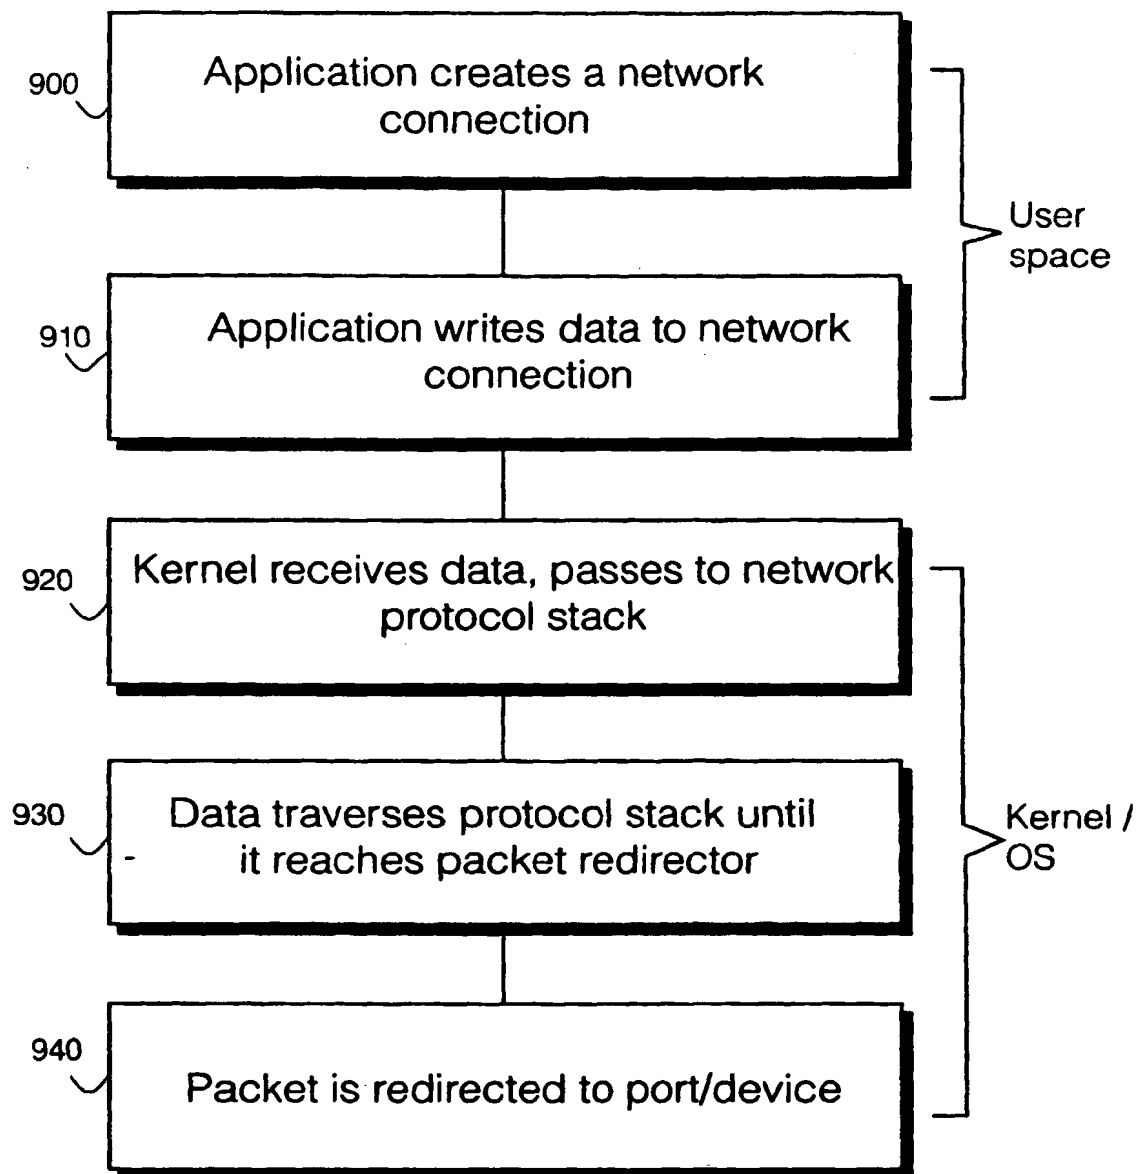 900
Application creates a network
connection
User
space
910
Application writes data to network
connection
920
Kernel receives data, passes to network
protocol stack
930
Data traverses protocol stack until
it reaches packet redirector
Kernel /
OS
940
Packet is redirected to port/device